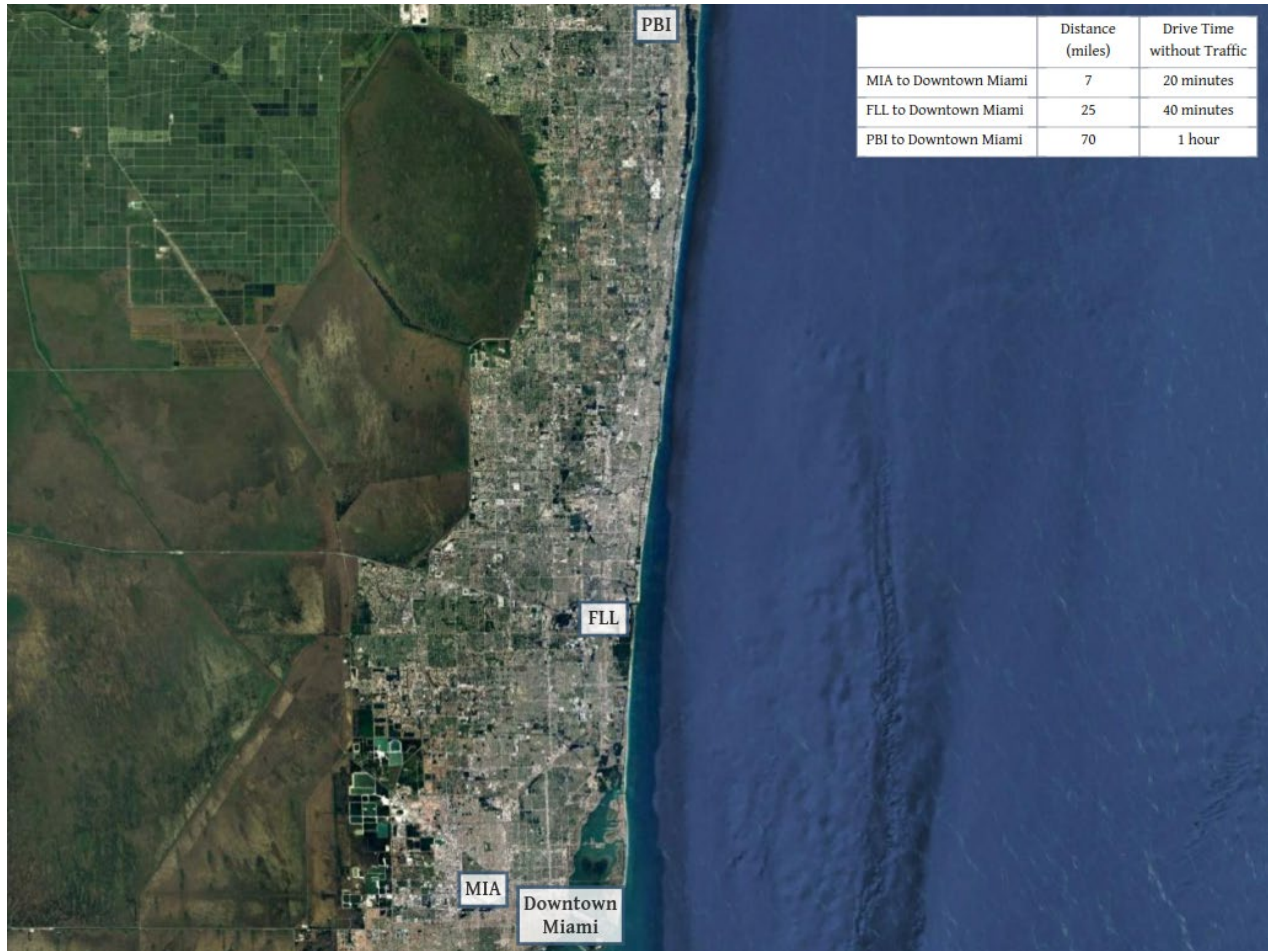 PBI
Distance (miles) Drive Time without Traffic
MIA to Downtown Miami 7 20 minutes
FLL to Downtown Miami 25 40 minutes
PBI to Downtown Miami 70 1 hour
FLL
MIA
Downtown
Miami